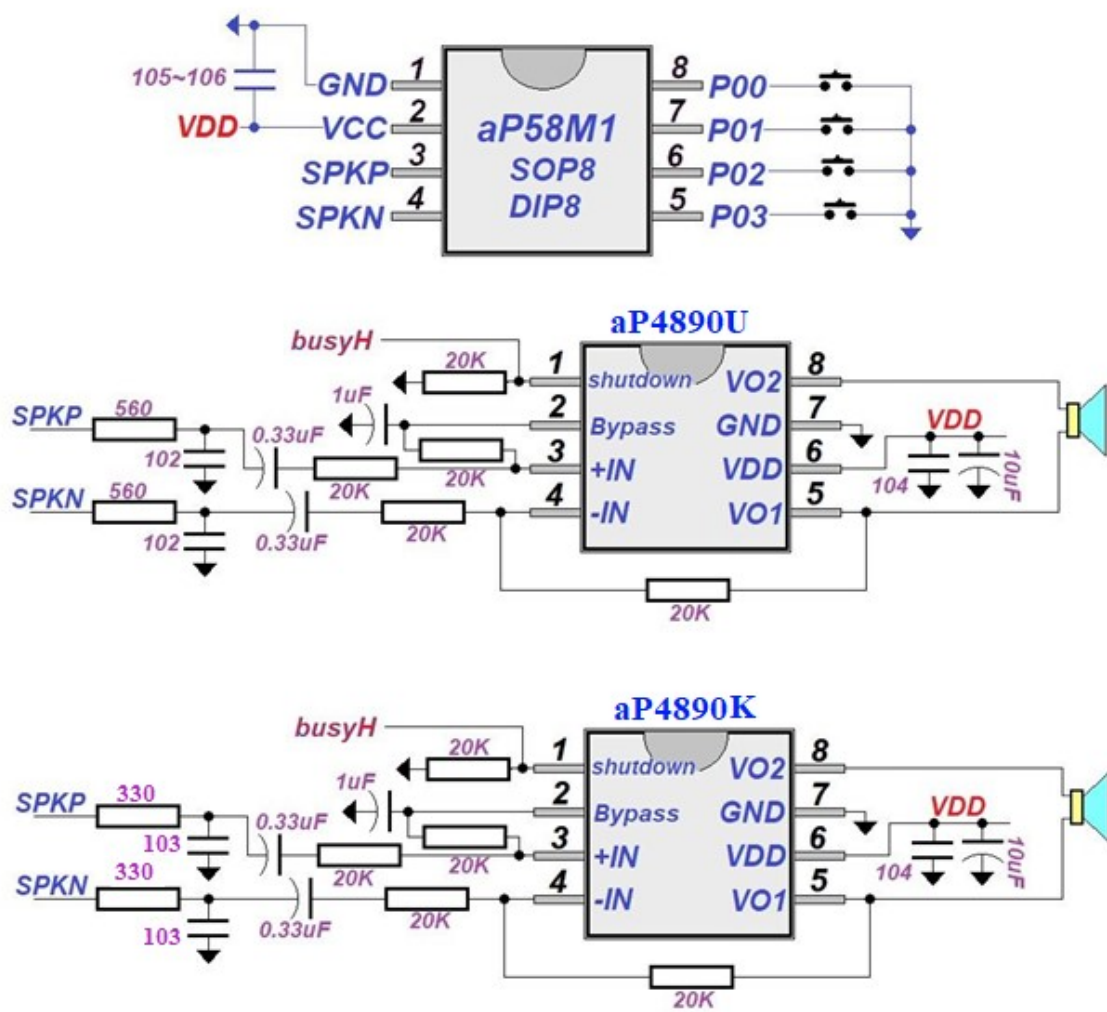 105~106
GND 1
VDD VCC 2
SPKP 3
SPKN 4
aP58M1
SOP8
DIP8
8 P00
7 P01
6 P02
5 P03
aP4890U
busyH
20K
1 shutdown VO2 8
1uF
2 Bypass GND 7
SPKP 560
0.33uF
102
20K
20K
3 +IN VDD 6
VDD
104
10uF
SPKN 560
0.33uF
102
20K
4 -IN VO1 5
20K
aP4890K
busyH
20K
1 shutdown VO2 8
1uF
2 Bypass GND 7
SPKP 330
0.33uF
103
20K
20K
3 +IN VDD 6
VDD
104
10uF
SPKN 330
0.33uF
103
20K
4 -IN VO1 5
20K